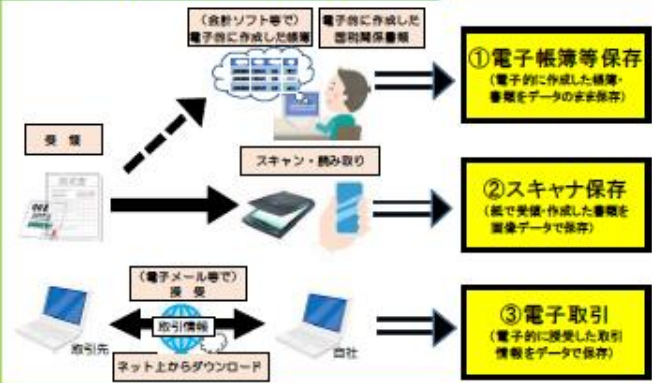 (会計ソフト等で)
電子的に作成した帳簿
電子的に作成した
国税関係書類
①電子帳簿等保存
(電子的に作成した帳簿・
書類をデータのまま保存)
受 領
請求書
スキャン・読み取り
②スキャナ保存
(紙で受領・作成した書類を
画像データで保存)
(電子メール等で)
授 受
取引情報
取引先
自社
ネット上からダウンロード
③電子取引
(電子的に授受した取引
情報をデータで保存)